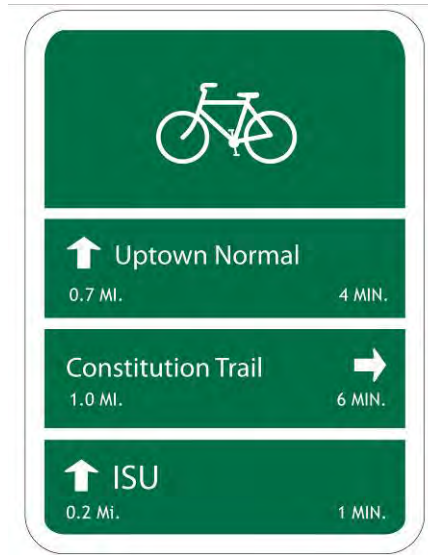 Uptown Normal
0.7 MI. 4 MIN.
Constitution Trail
1.0 MI. 6 MIN.
ISU
0.2 Mi. 1 MIN.